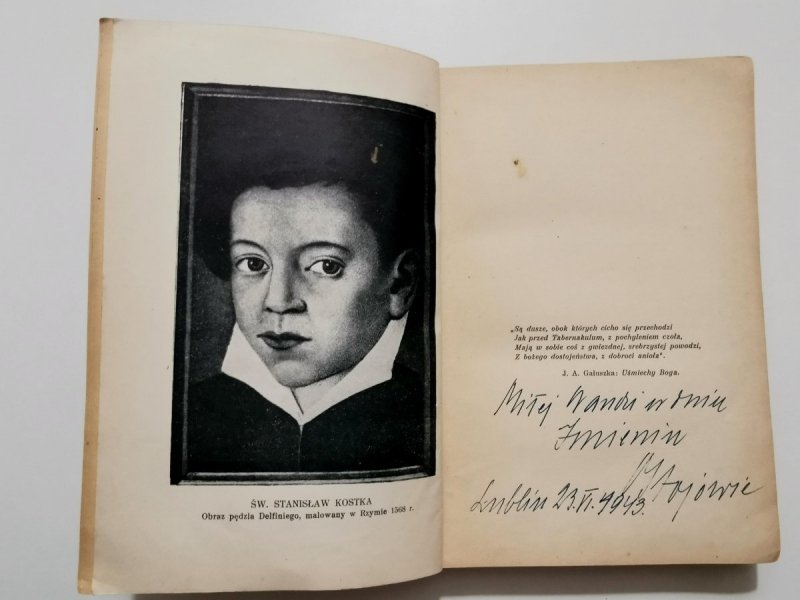 ŚW. STANISŁAW KOSTKA
Obraz pędzla Delfiniego, malowany w Rzymie 1568 r.
„Są dusze, obok których cicho się przechodzi
Jak przed Tabernakulum, z pochyleniem czoła,
Mają w sobie coś z gwiezdnej, srebrzystej powodzi,
Z bożego dostojeństwa, z dobroci anioła".
J. A. Gałuszka: Uśmiechy Boga.
Miłej Wandzi w dniu
Imienin
Lublin 23.VI.1943.